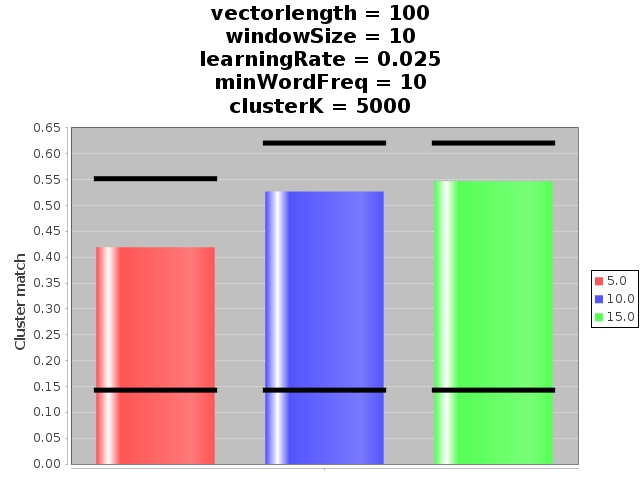 vectorlength = 100
windowSize = 10
learningRate = 0.025
minWordFreq = 10
clusterK = 5000
0.65
0.60
0.55
0.50
0.45
0.40
0.35
0.30
0.25
0.20
0.15
0.10
0.05
0.00
Cluster match
5.0
10.0
15.0